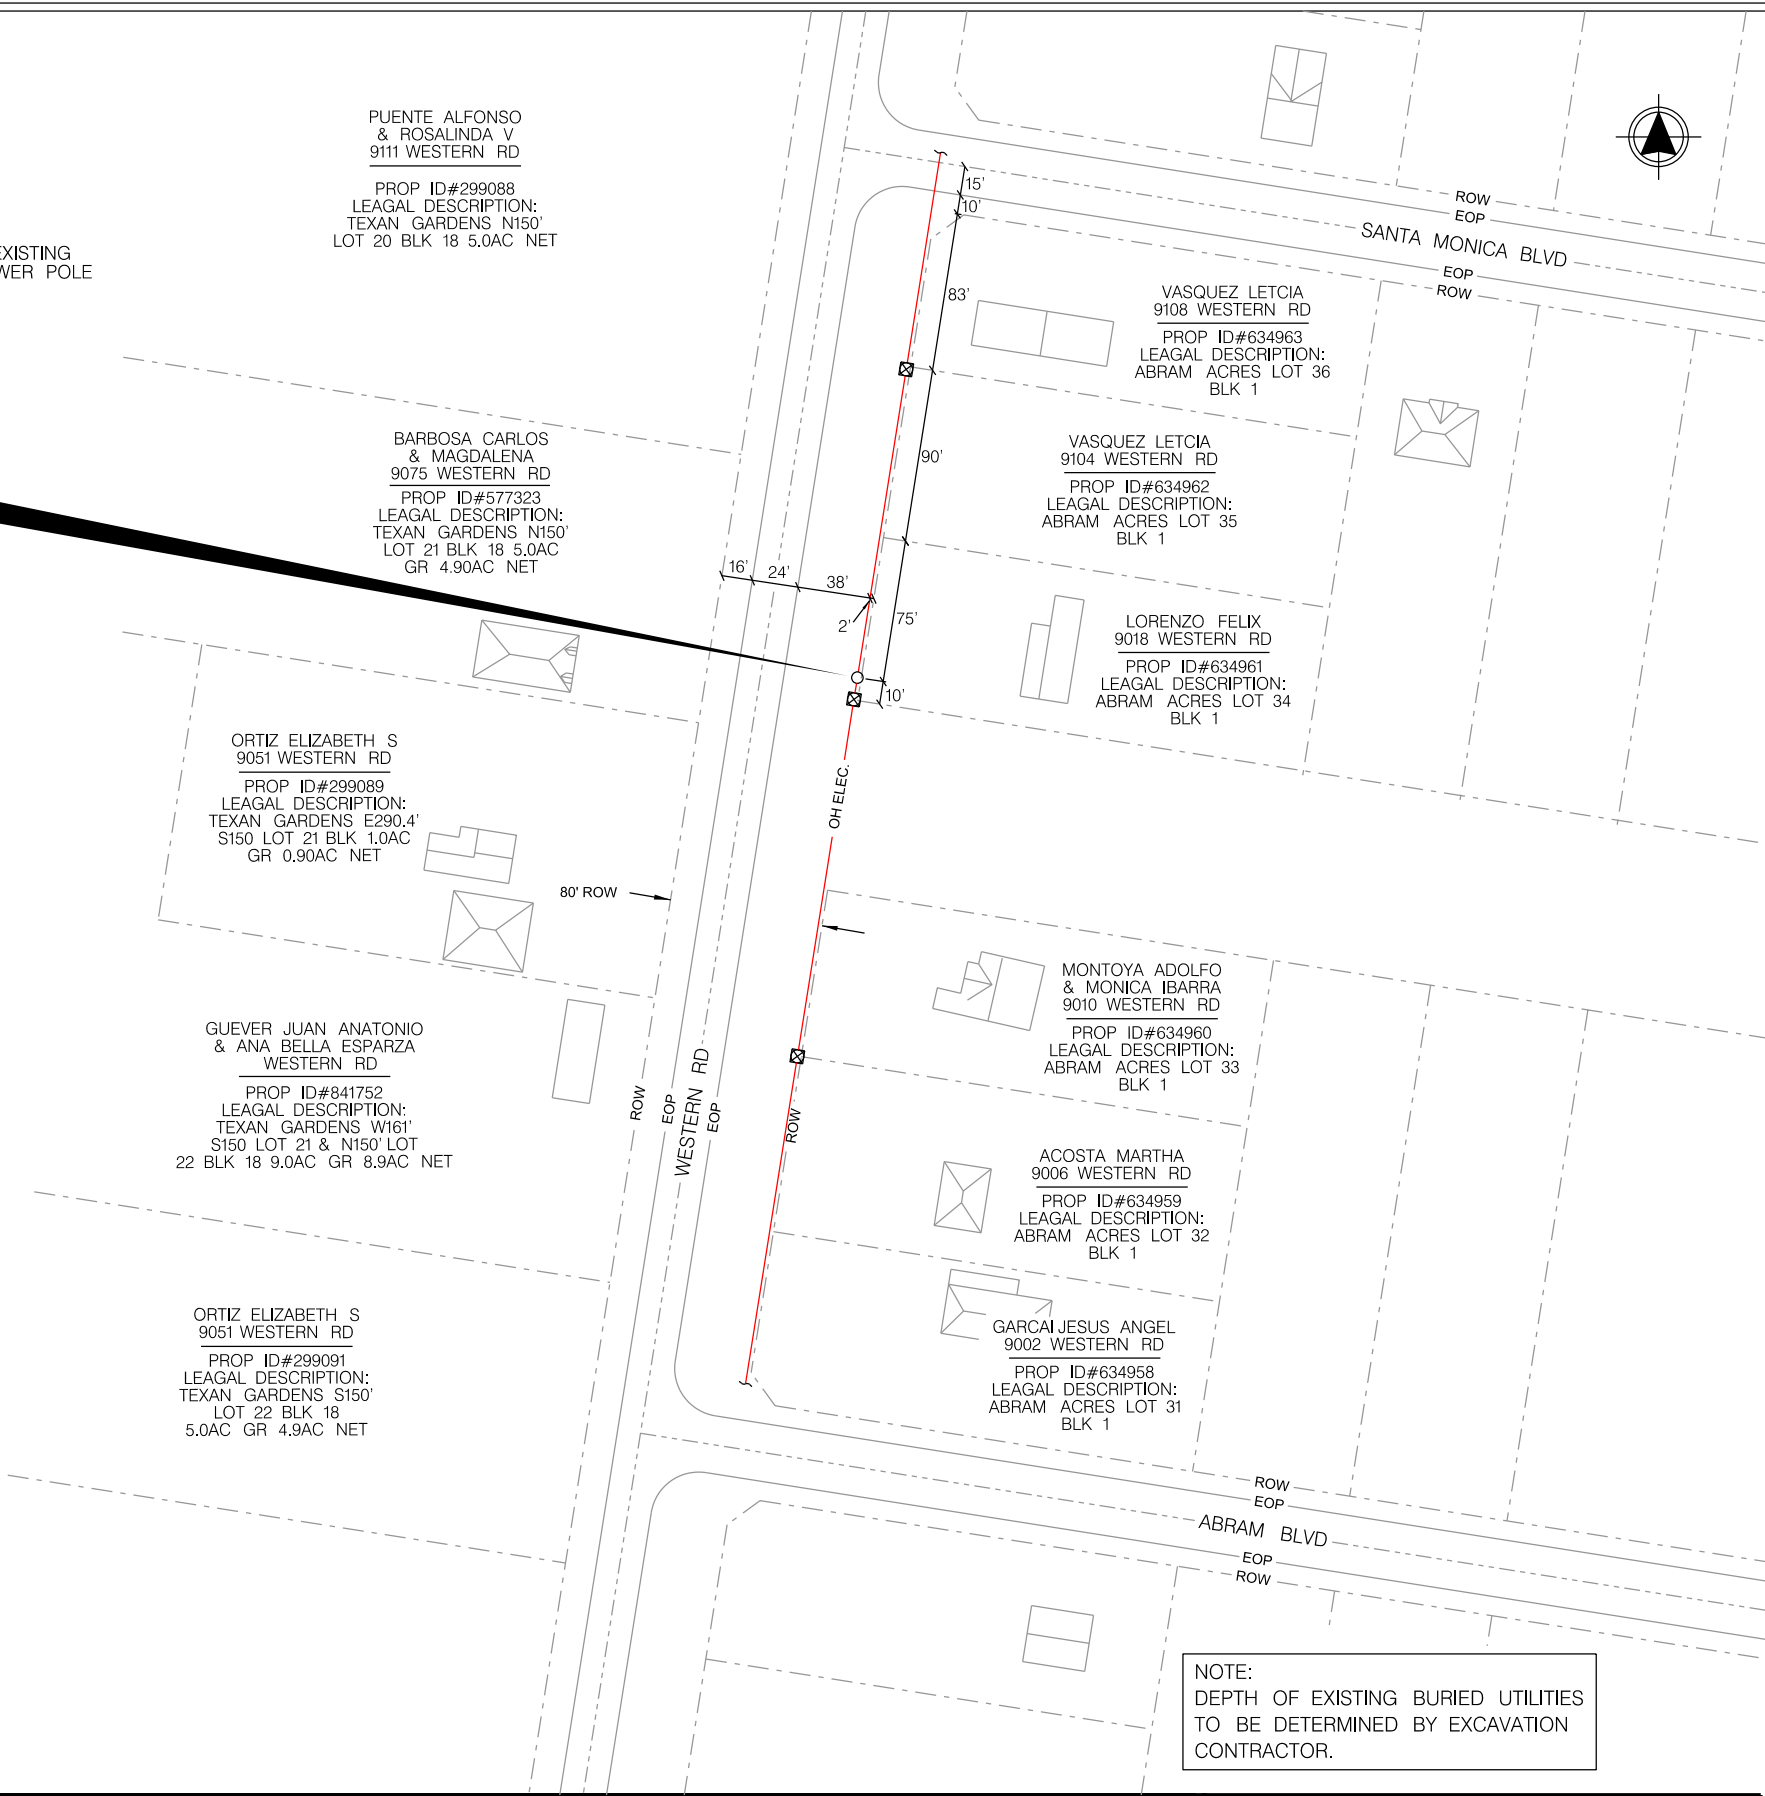 PUENTE ALFONSO
& ROSALINDA V
9111 WESTERN RD
PROP ID#299088
LEAGAL DESCRIPTION:
TEXAN GARDENS N150'
LOT 20 BLK 18 5.0AC NET
EXISTING
WER POLE
15'
10'
83'
90'
75'
10'
16'
24'
38'
2'
ROW
EOP
SANTA MONICA BLVD
EOP
ROW
VASQUEZ LETCIA
9108 WESTERN RD
PROP ID#634963
LEAGAL DESCRIPTION:
ABRAM ACRES LOT 36
BLK 1
BARBOSA CARLOS
& MAGDALENA
9075 WESTERN RD
PROP ID#577323
LEAGAL DESCRIPTION:
TEXAN GARDENS N150'
LOT 21 BLK 18 5.0AC
GR 4.90AC NET
VASQUEZ LETCIA
9104 WESTERN RD
PROP ID#634962
LEAGAL DESCRIPTION:
ABRAM ACRES LOT 35
BLK 1
LORENZO FELIX
9018 WESTERN RD
PROP ID#634961
LEAGAL DESCRIPTION:
ABRAM ACRES LOT 34
BLK 1
ORTIZ ELIZABETH S
9051 WESTERN RD
PROP ID#299089
LEAGAL DESCRIPTION:
TEXAN GARDENS E290.4'
S150 LOT 21 BLK 1.0AC
GR 0.90AC NET
OH ELEC.
80' ROW
MONTOYA ADOLFO
& MONICA IBARRA
9010 WESTERN RD
PROP ID#634960
LEAGAL DESCRIPTION:
ABRAM ACRES LOT 33
BLK 1
GUEVER JUAN ANATONIO
& ANA BELLA ESPARZA
WESTERN RD
PROP ID#841752
LEAGAL DESCRIPTION:
TEXAN GARDENS W161'
S150 LOT 21 & N150' LOT
22 BLK 18 9.0AC GR 8.9AC NET
ROW
EOP
WESTERN RD
EOP
ROW
ACOSTA MARTHA
9006 WESTERN RD
PROP ID#634959
LEAGAL DESCRIPTION:
ABRAM ACRES LOT 32
BLK 1
ORTIZ ELIZABETH S
9051 WESTERN RD
PROP ID#299091
LEAGAL DESCRIPTION:
TEXAN GARDENS S150'
LOT 22 BLK 18
5.0AC GR 4.9AC NET
GARCAI JESUS ANGEL
9002 WESTERN RD
PROP ID#634958
LEAGAL DESCRIPTION:
ABRAM ACRES LOT 31
BLK 1
ROW
EOP
ABRAM BLVD
EOP
ROW
NOTE:
DEPTH OF EXISTING BURIED UTILITIES
TO BE DETERMINED BY EXCAVATION
CONTRACTOR.